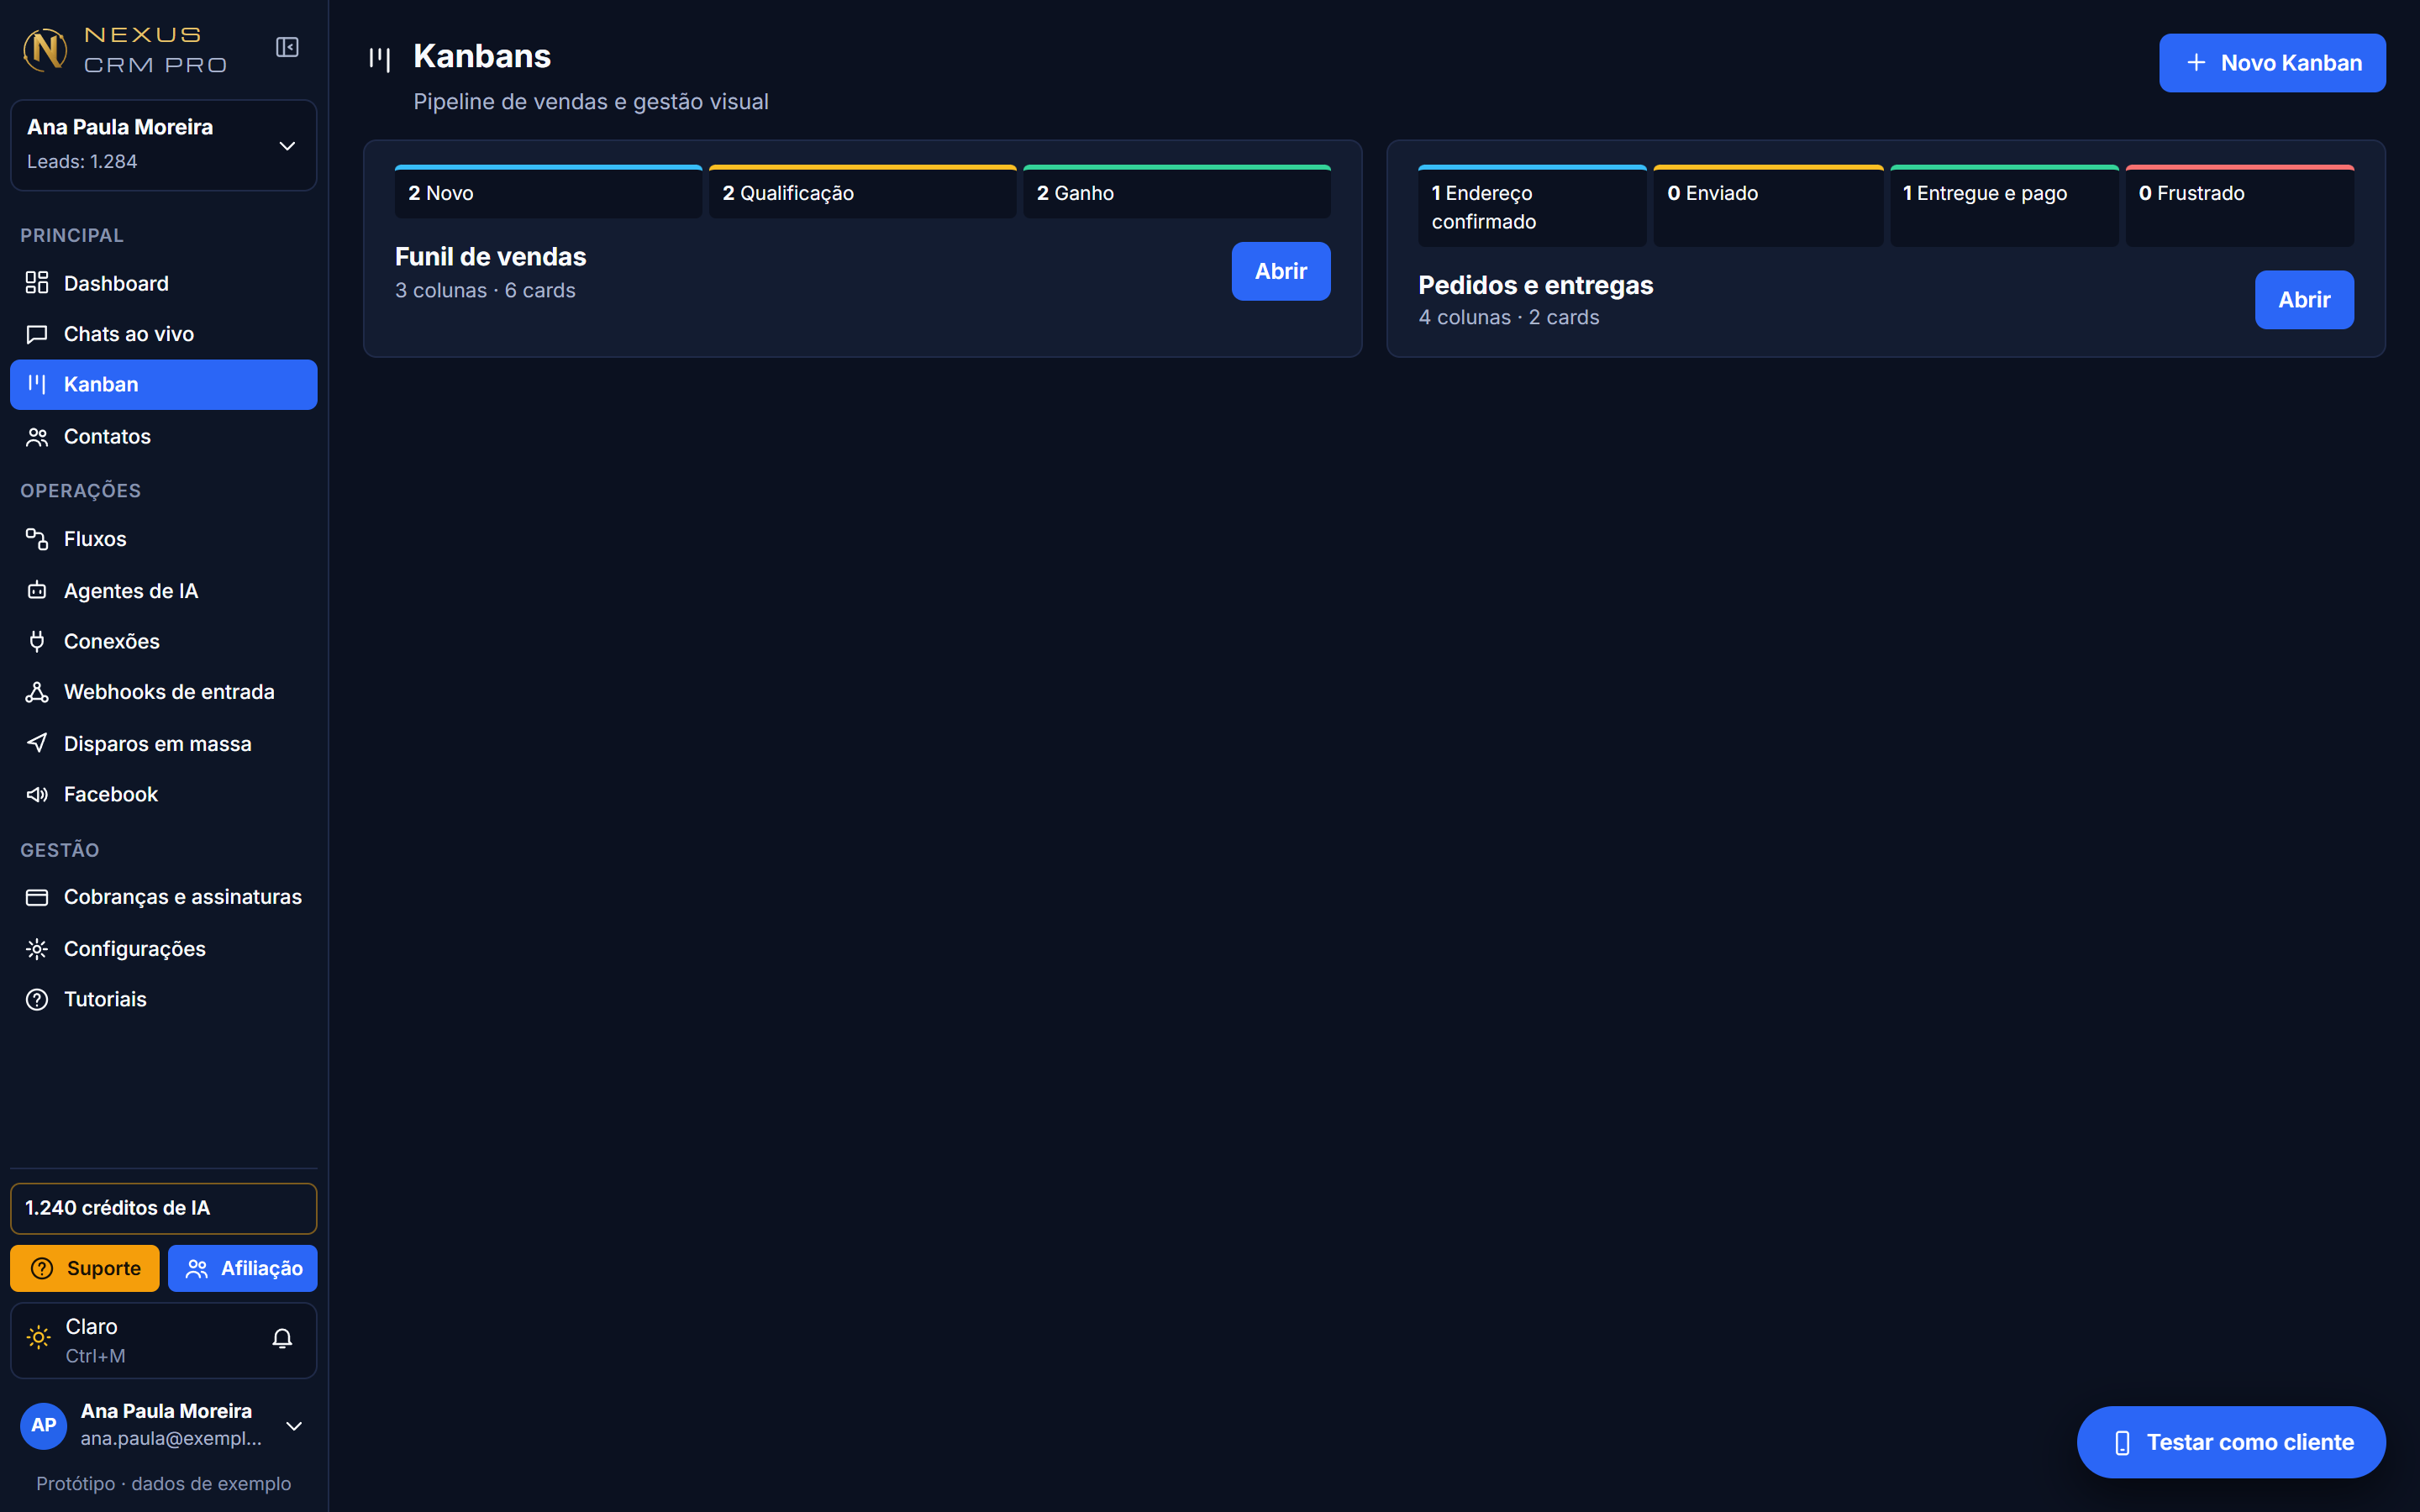 NEXUS
CRM PRO
Ana Paula Moreira
Leads: 1.284
PRINCIPAL
Dashboard
Chats ao vivo
Kanban
Contatos
OPERAÇÕES
Fluxos
Agentes de IA
Conexões
Webhooks de entrada
Disparos em massa
Facebook
GESTÃO
Cobranças e assinaturas
Configurações
Tutoriais
1.240 créditos de IA
Suporte
Afiliação
Claro
Ctrl+M
AP
Ana Paula Moreira
ana.paula@exempl...
Protótipo · dados de exemplo
Kanbans
Pipeline de vendas e gestão visual
Novo Kanban
2 Novo
2 Qualificação
2 Ganho
Funil de vendas
3 colunas · 6 cards
Abrir
1 Endereço
confirmado
0 Enviado
1 Entregue e pago
0 Frustrado
Pedidos e entregas
4 colunas · 2 cards
Abrir
Testar como cliente